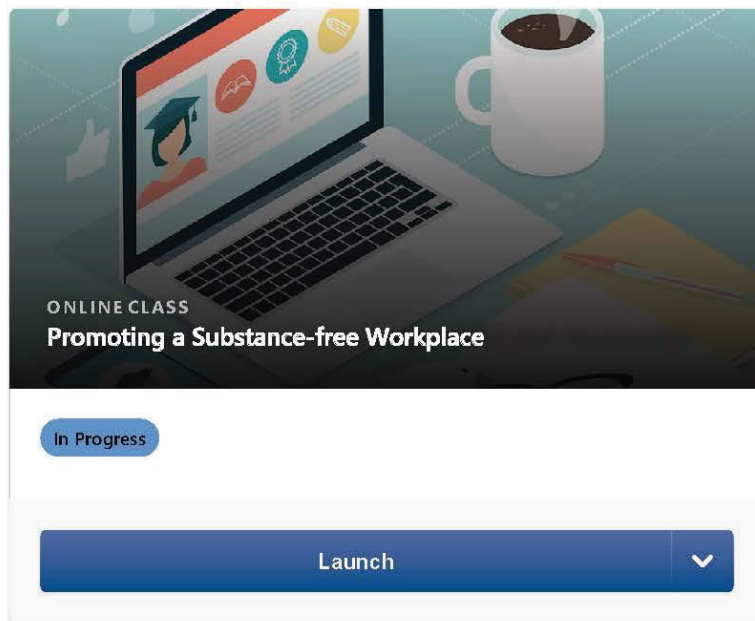 ONLINE CLASS
Promoting a Substance-free Workplace
In Progress
Launch